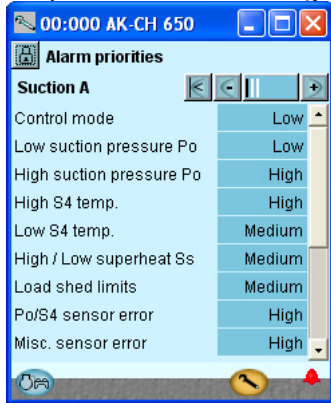 00:000 AK-CH 650
Alarm priorities
Suction A
Control mode Low
Low suction pressure Po Low
High suction pressure Po High
High S4 temp. High
Low S4 temp. Medium
High / Low superheat Ss Medium
Load shed limits Medium
Po/S4 sensor error High
Misc. sensor error High